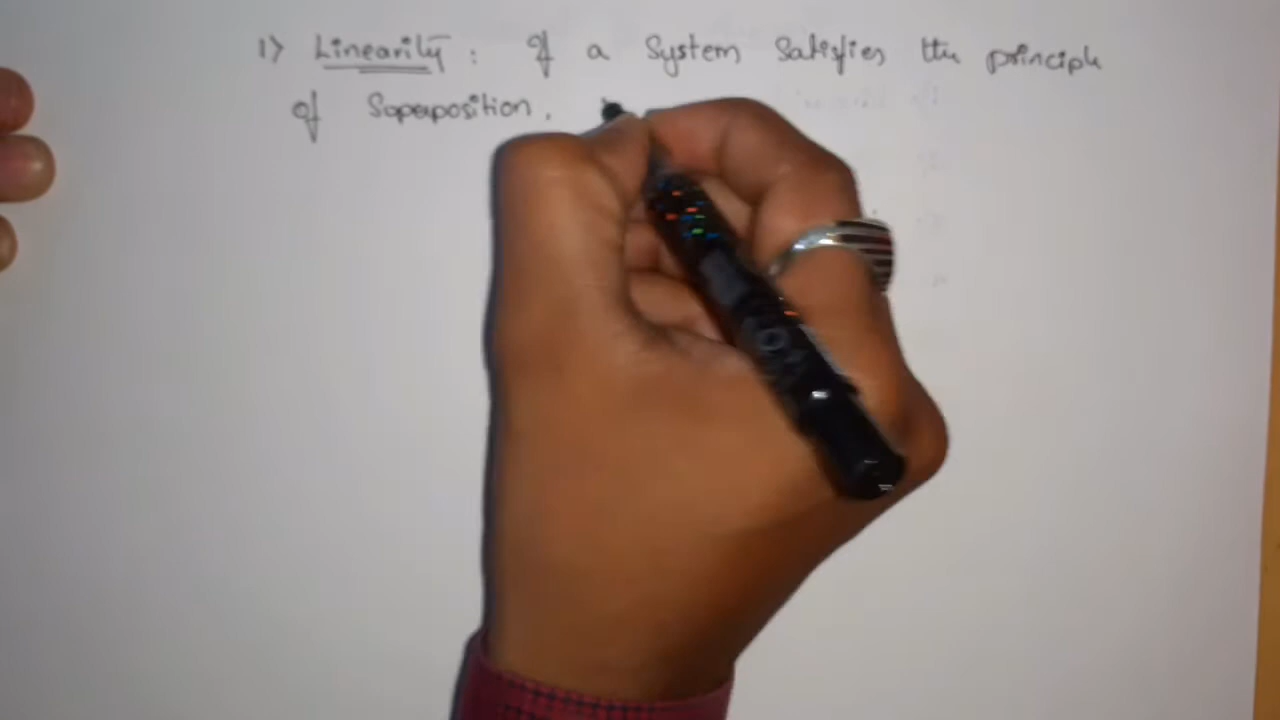 1) Linearity : If a System Satisfies the principle
of Superposition,